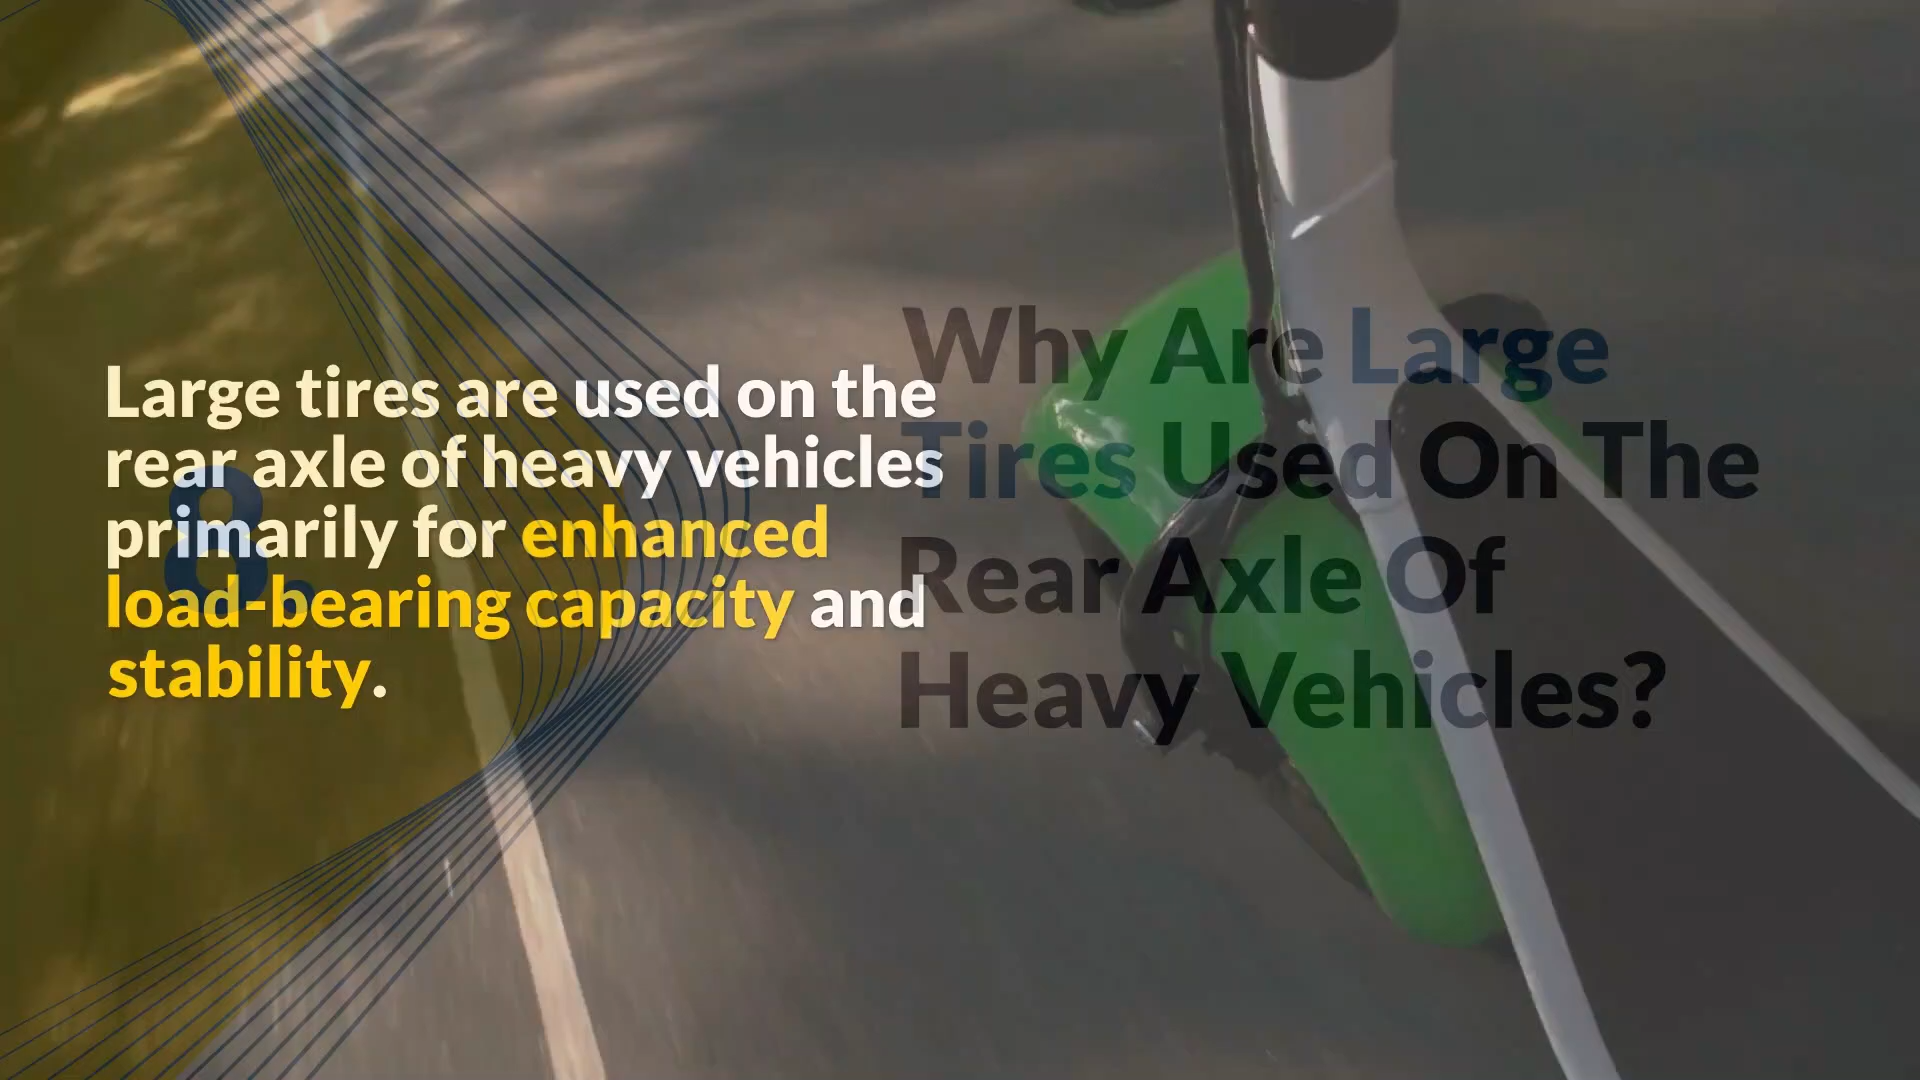 Large tires are used on the
rear axle of heavy vehicles
primarily for enhanced
load-bearing capacity and
stability.
8.
Why Are Large
Tires Used On The
Rear Axle Of
Heavy Vehicles?